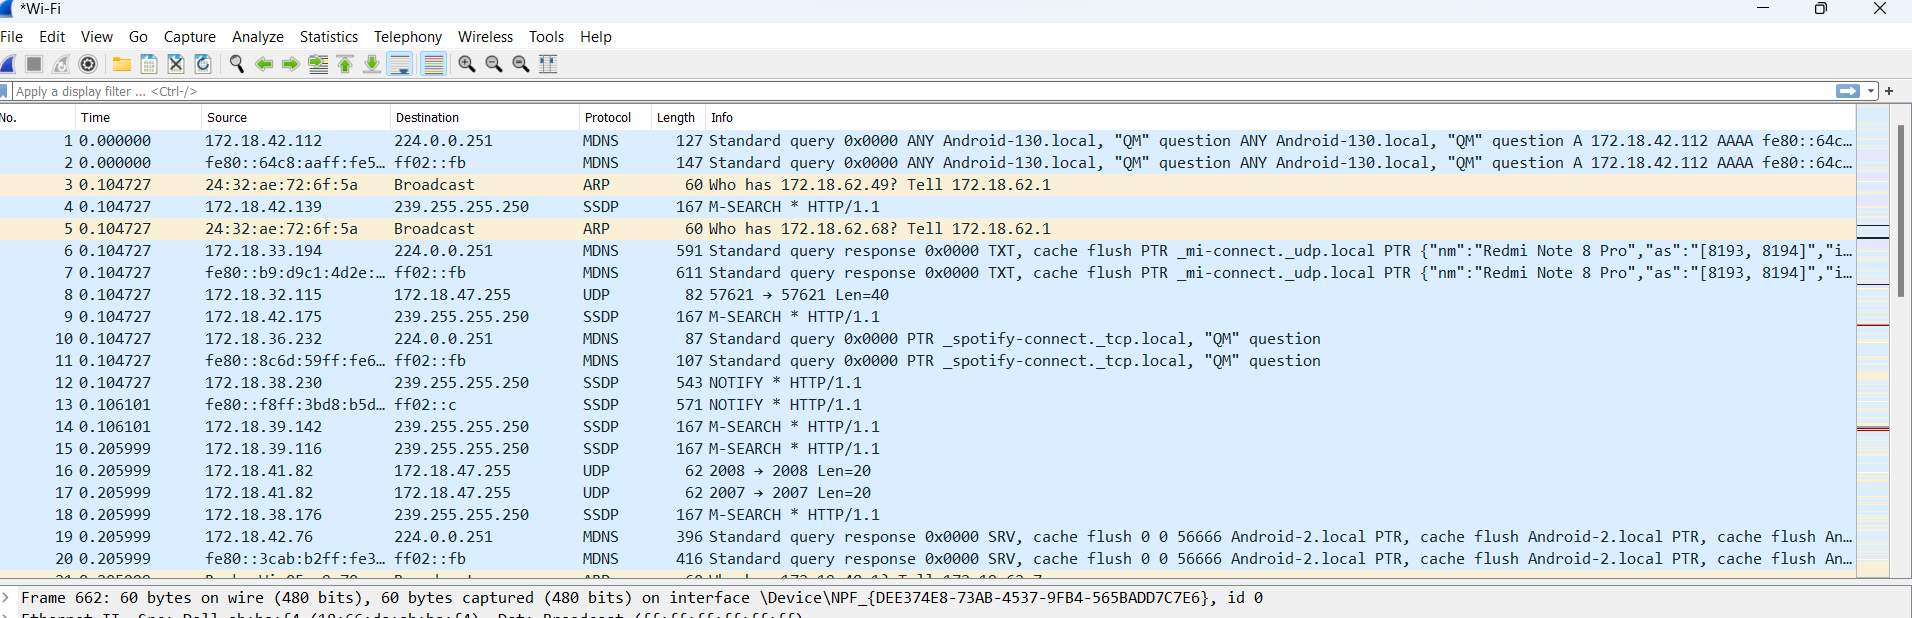 *Wi-Fi
File Edit View Go Capture Analyze Statistics Telephony Wireless Tools Help
Apply a display filter ... <Ctrl-/>
No. Time Source Destination Protocol Length Info
1 0.000000 172.18.42.112 224.0.0.251 MDNS 127 Standard query 0x0000 ANY Android-130.local, "QM" question ANY Android-130.local, "QM" question A 172.18.42.112 AAAA fe80::64c…
2 0.000000 fe80::64c8:aaff:fe5… ff02::fb MDNS 147 Standard query 0x0000 ANY Android-130.local, "QM" question ANY Android-130.local, "QM" question A 172.18.42.112 AAAA fe80::64c…
3 0.104727 24:32:ae:72:6f:5a Broadcast ARP 60 Who has 172.18.62.49? Tell 172.18.62.1
4 0.104727 172.18.42.139 239.255.255.250 SSDP 167 M-SEARCH * HTTP/1.1
5 0.104727 24:32:ae:72:6f:5a Broadcast ARP 60 Who has 172.18.62.68? Tell 172.18.62.1
6 0.104727 172.18.33.194 224.0.0.251 MDNS 591 Standard query response 0x0000 TXT, cache flush PTR _mi-connect._udp.local PTR {"nm":"Redmi Note 8 Pro","as":"[8193, 8194]","i…
7 0.104727 fe80::b9:d9c1:4d2e:… ff02::fb MDNS 611 Standard query response 0x0000 TXT, cache flush PTR _mi-connect._udp.local PTR {"nm":"Redmi Note 8 Pro","as":"[8193, 8194]","i…
8 0.104727 172.18.32.115 172.18.47.255 UDP 82 57621 → 57621 Len=40
9 0.104727 172.18.42.175 239.255.255.250 SSDP 167 M-SEARCH * HTTP/1.1
10 0.104727 172.18.36.232 224.0.0.251 MDNS 87 Standard query 0x0000 PTR _spotify-connect._tcp.local, "QM" question
11 0.104727 fe80::8c6d:59ff:fe6… ff02::fb MDNS 107 Standard query 0x0000 PTR _spotify-connect._tcp.local, "QM" question
12 0.104727 172.18.38.230 239.255.255.250 SSDP 543 NOTIFY * HTTP/1.1
13 0.106101 fe80::f8ff:3bd8:b5d… ff02::c SSDP 571 NOTIFY * HTTP/1.1
14 0.106101 172.18.39.142 239.255.255.250 SSDP 167 M-SEARCH * HTTP/1.1
15 0.205999 172.18.39.116 239.255.255.250 SSDP 167 M-SEARCH * HTTP/1.1
16 0.205999 172.18.41.82 172.18.47.255 UDP 62 2008 → 2008 Len=20
17 0.205999 172.18.41.82 172.18.47.255 UDP 62 2007 → 2007 Len=20
18 0.205999 172.18.38.176 239.255.255.250 SSDP 167 M-SEARCH * HTTP/1.1
19 0.205999 172.18.42.76 224.0.0.251 MDNS 396 Standard query response 0x0000 SRV, cache flush 0 0 56666 Android-2.local PTR, cache flush Android-2.local PTR, cache flush An…
20 0.205999 fe80::3cab:b2ff:fe3… ff02::fb MDNS 416 Standard query response 0x0000 SRV, cache flush 0 0 56666 Android-2.local PTR, cache flush Android-2.local PTR, cache flush An…
Frame 662: 60 bytes on wire (480 bits), 60 bytes captured (480 bits) on interface \Device\NPF_{DEE374E8-73AB-4537-9FB4-565BADD7C7E6}, id 0